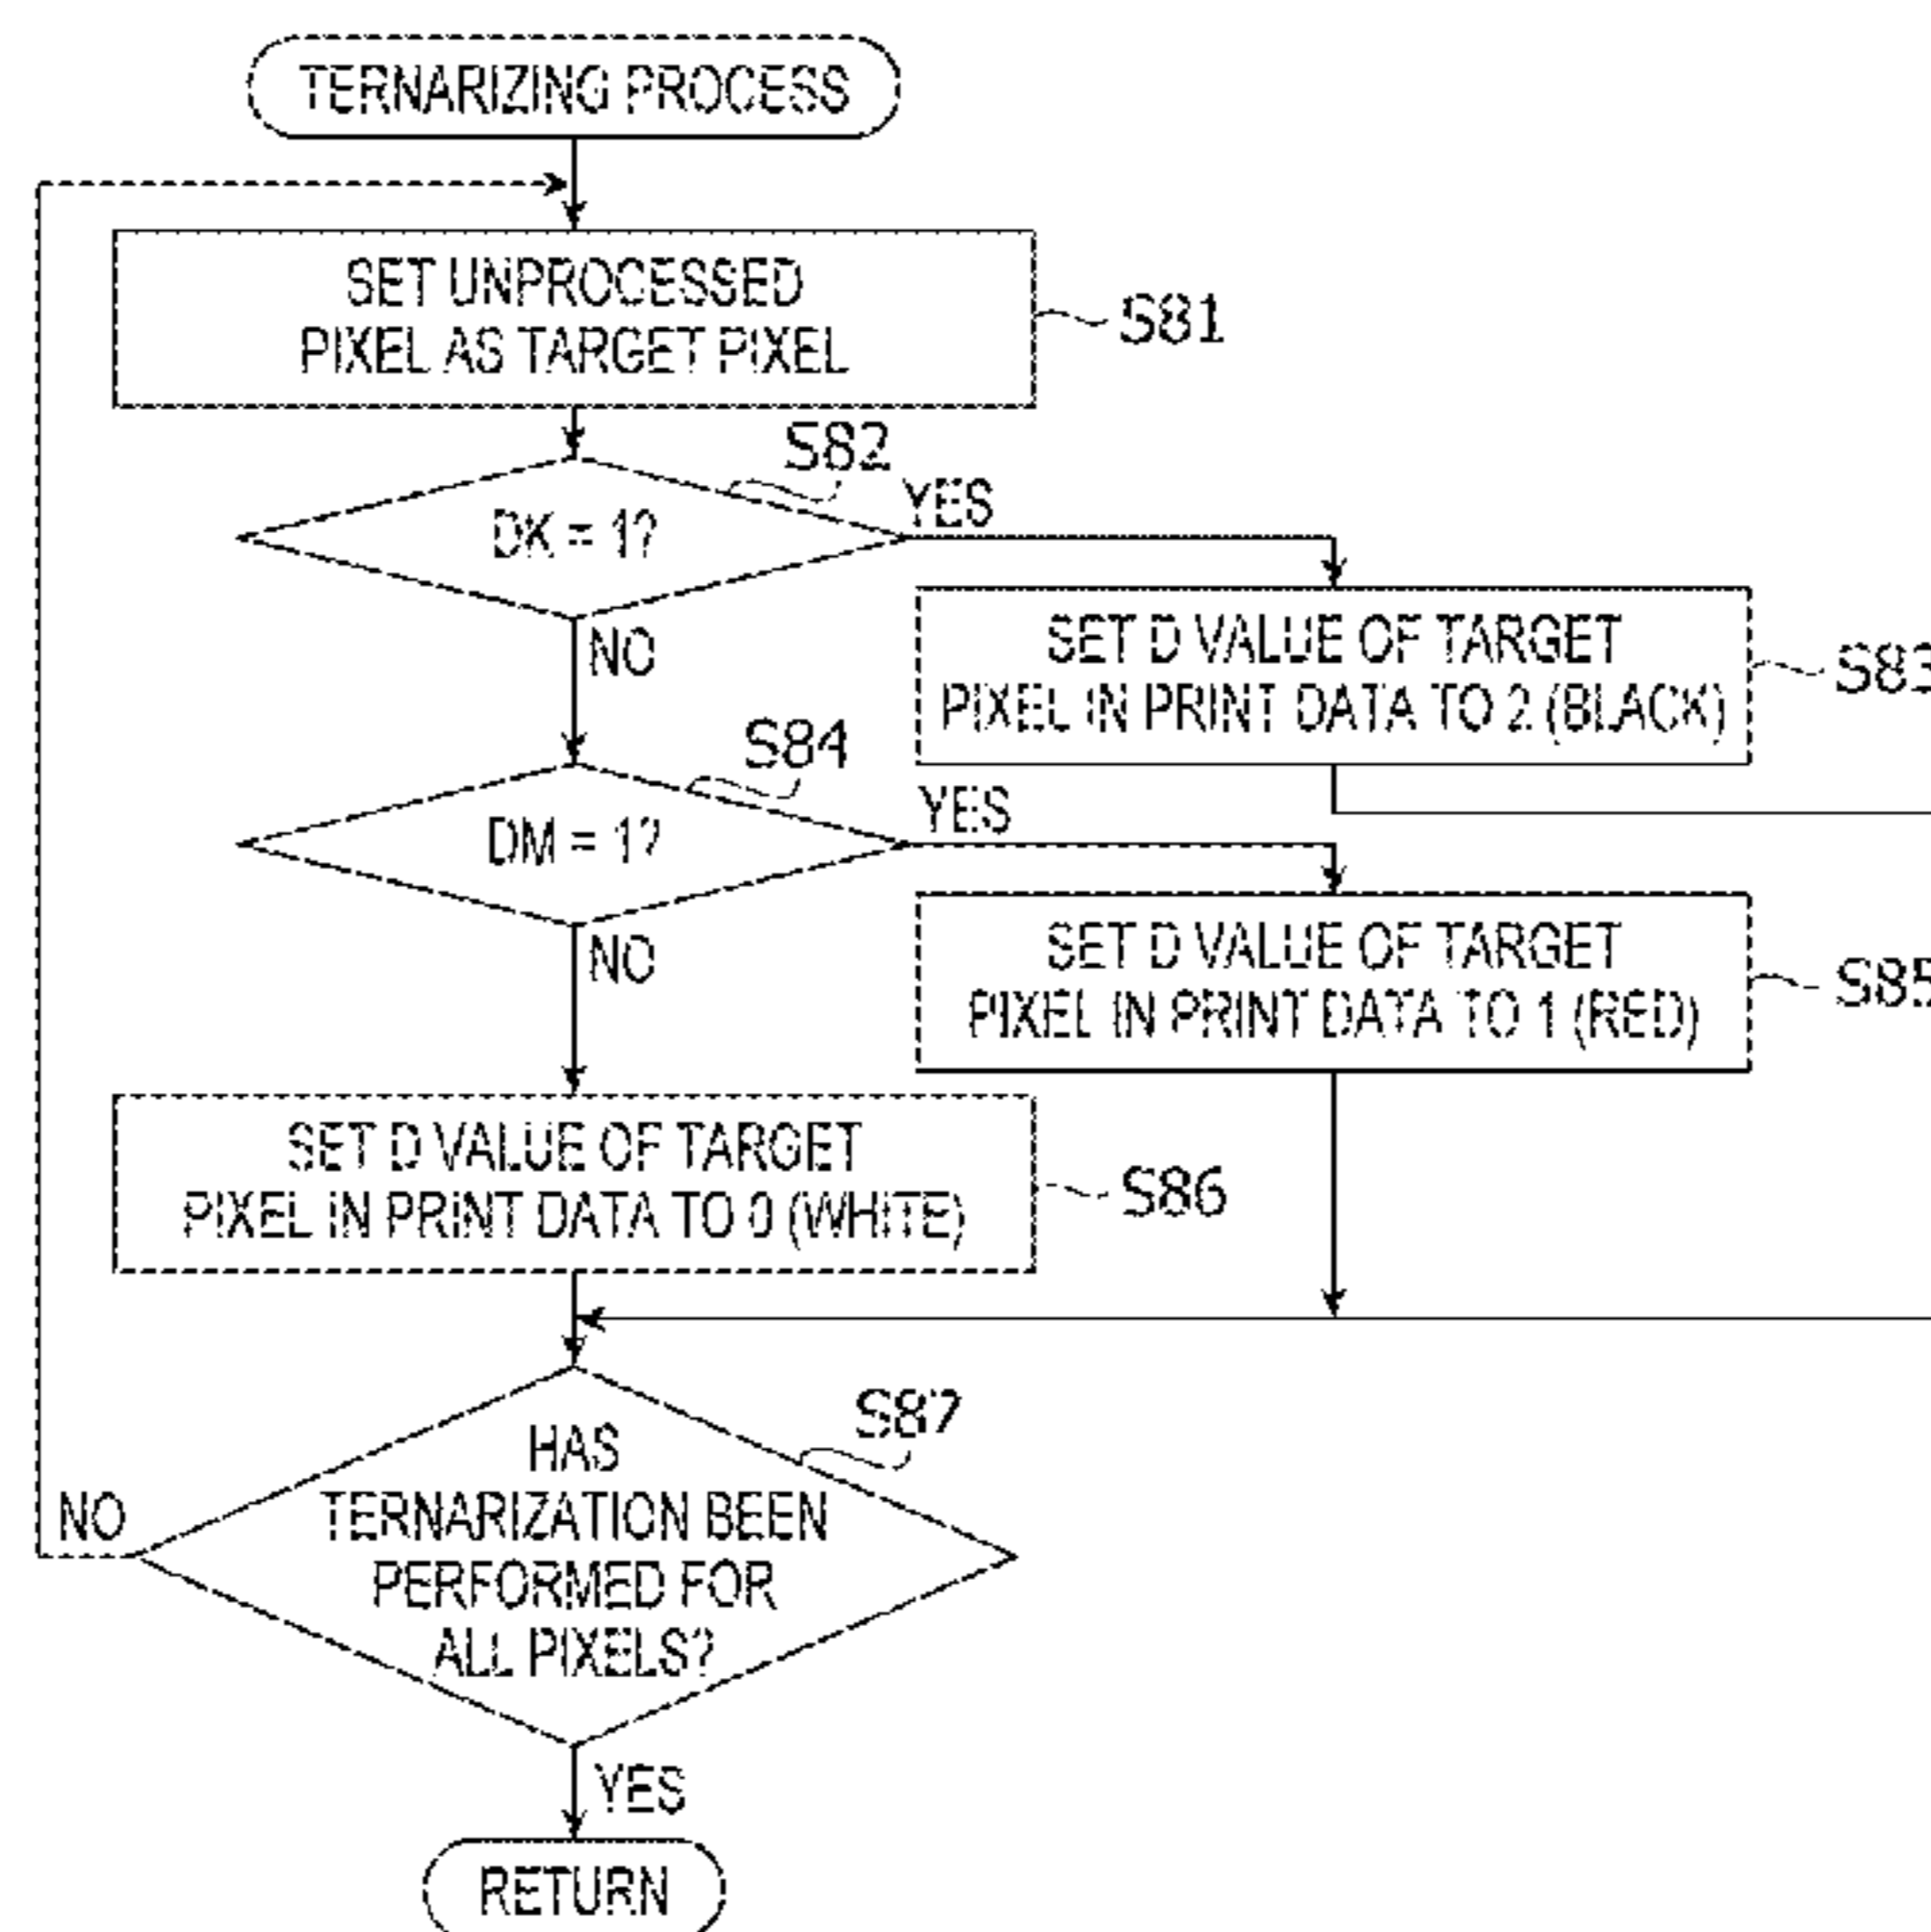 TERNARIZING PROCESS
SET UNPROCESSED
PIXEL AS TARGET PIXEL
S81
S82
DK = 1?
YES
NO
SET D VALUE OF TARGET
PIXEL IN PRINT DATA TO 2 (BLACK)
S83
S84
DM = 1?
YES
NO
SET D VALUE OF TARGET
PIXEL IN PRINT DATA TO 1 (RED)
S85
SET D VALUE OF TARGET
PIXEL IN PRINT DATA TO 0 (WHITE)
S86
S87
HAS
TERNARIZATION BEEN
PERFORMED FOR
ALL PIXELS?
NO
YES
RETURN